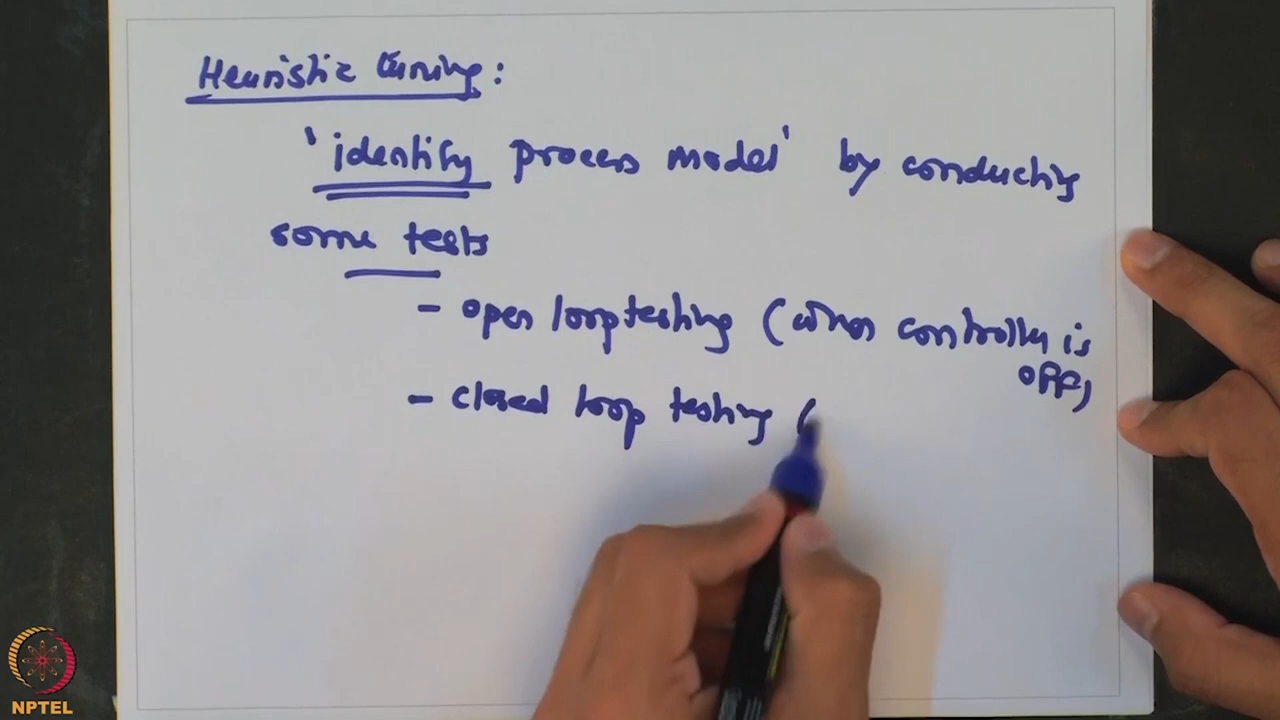 Heuristic tuning:
'identify process model' by conducting
some tests
- open loop testing (when controller is
off)
- closed loop testing (
NPTEL